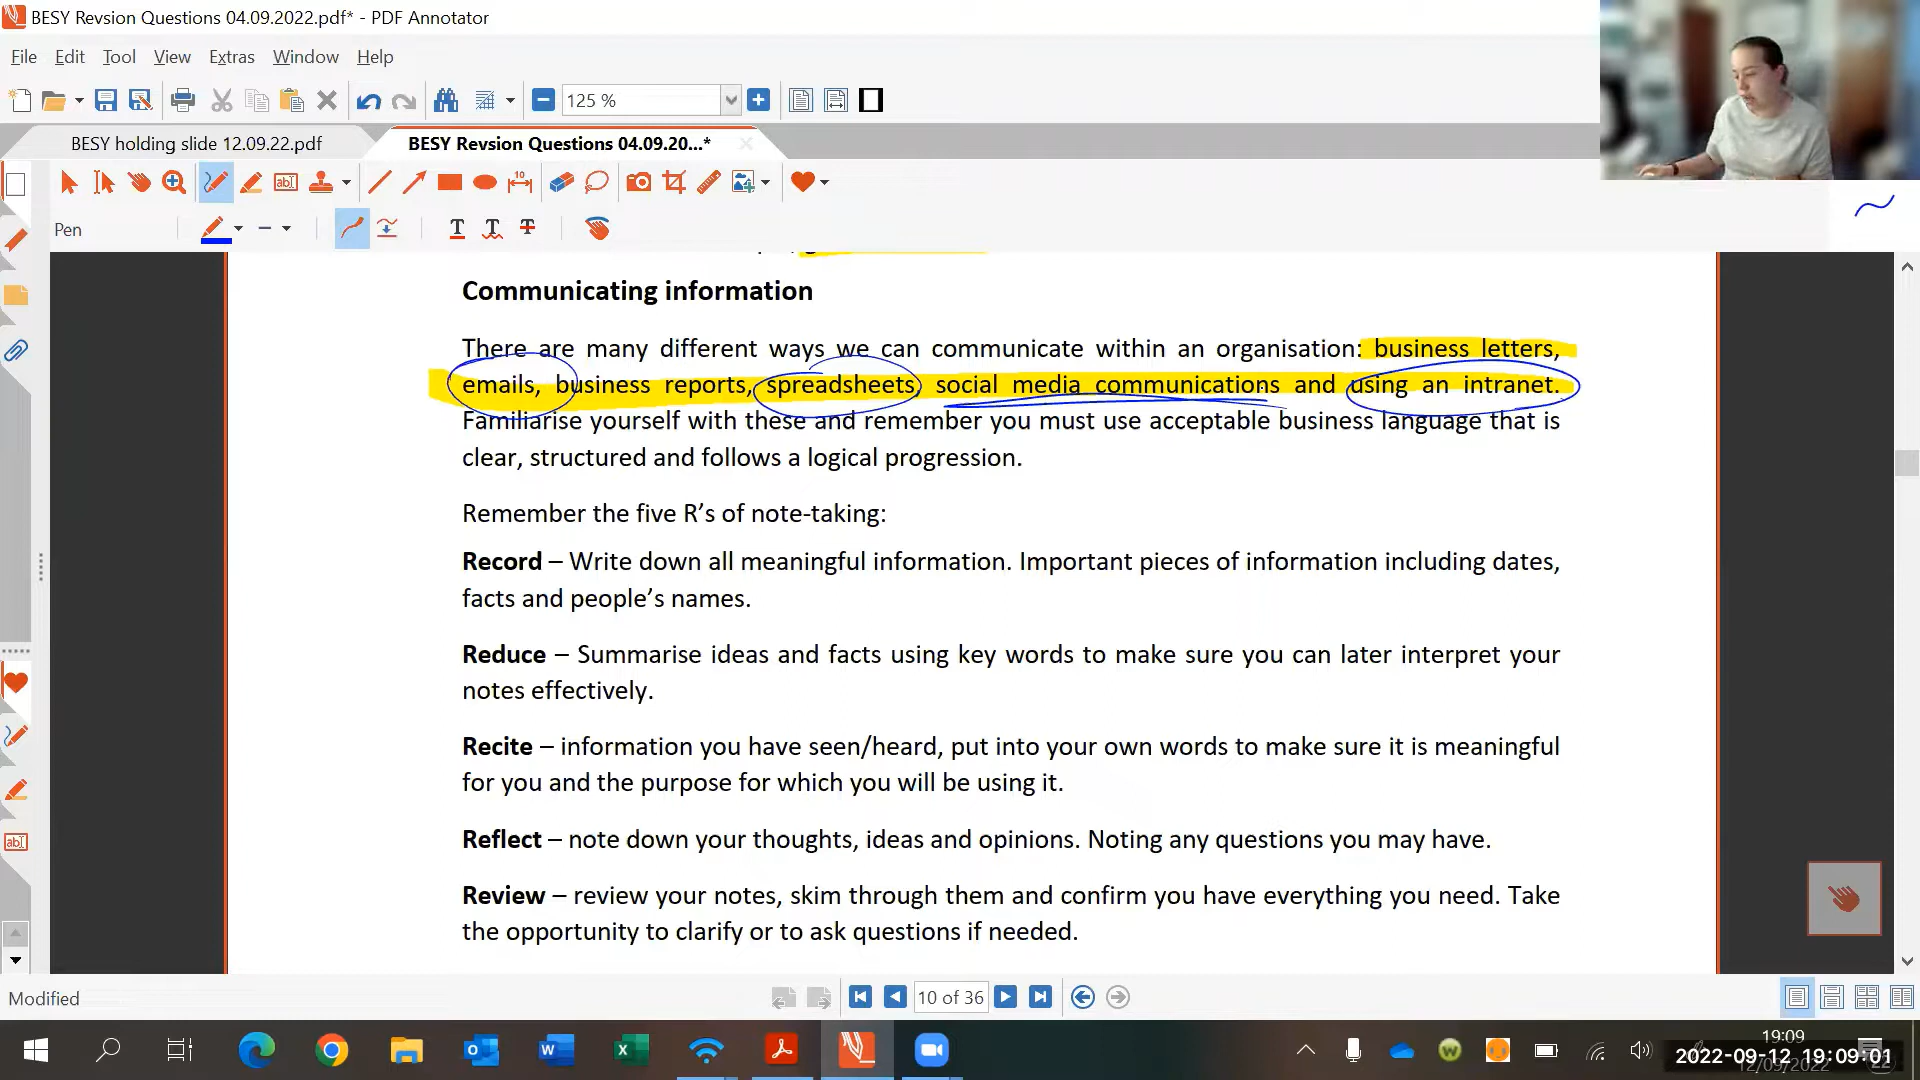 BESY Revsion Questions 04.09.2022.pdf* - PDF Annotator
File Edit Tool View Extras Window Help
125 %
BESY holding slide 12.09.22.pdf
BESY Revsion Questions 04.09.20...*
Pen
Communicating information
There are many different ways we can communicate within an organisation: business letters,
emails, business reports, spreadsheets, social media communications and using an intranet.
Familiarise yourself with these and remember you must use acceptable business language that is
clear, structured and follows a logical progression.
Remember the five R’s of note-taking:
Record – Write down all meaningful information. Important pieces of information including dates,
facts and people’s names.
Reduce – Summarise ideas and facts using key words to make sure you can later interpret your
notes effectively.
Recite – information you have seen/heard, put into your own words to make sure it is meaningful
for you and the purpose for which you will be using it.
Reflect – note down your thoughts, ideas and opinions. Noting any questions you may have.
Review – review your notes, skim through them and confirm you have everything you need. Take
the opportunity to clarify or to ask questions if needed.
Modified
10 of 36
19:09
2022-09-12 19:09:01
12/09/2022
22